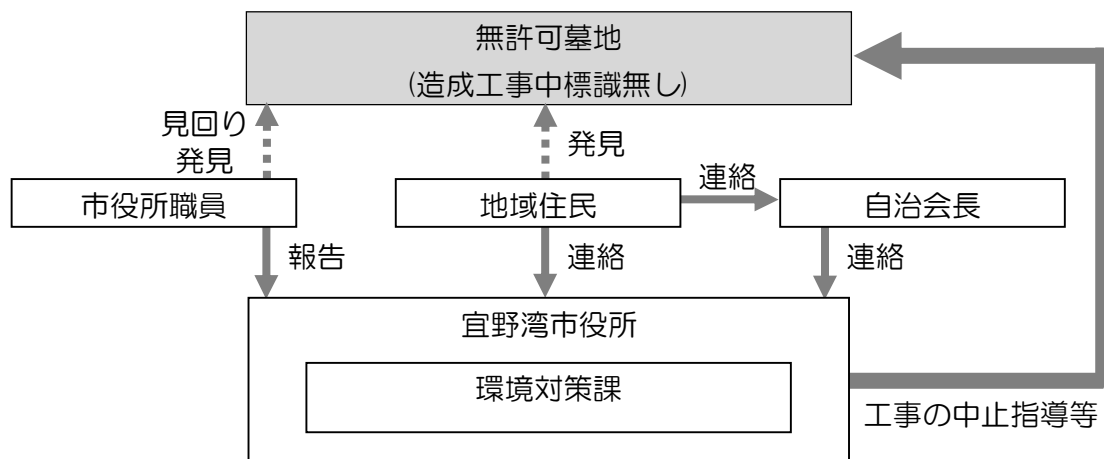 無許可墓地
(造成工事中標識無し)
見回り
発見
発見
市役所職員
地域住民
連絡
自治会長
報告
連絡
連絡
宜野湾市役所
環境対策課
工事の中止指導等